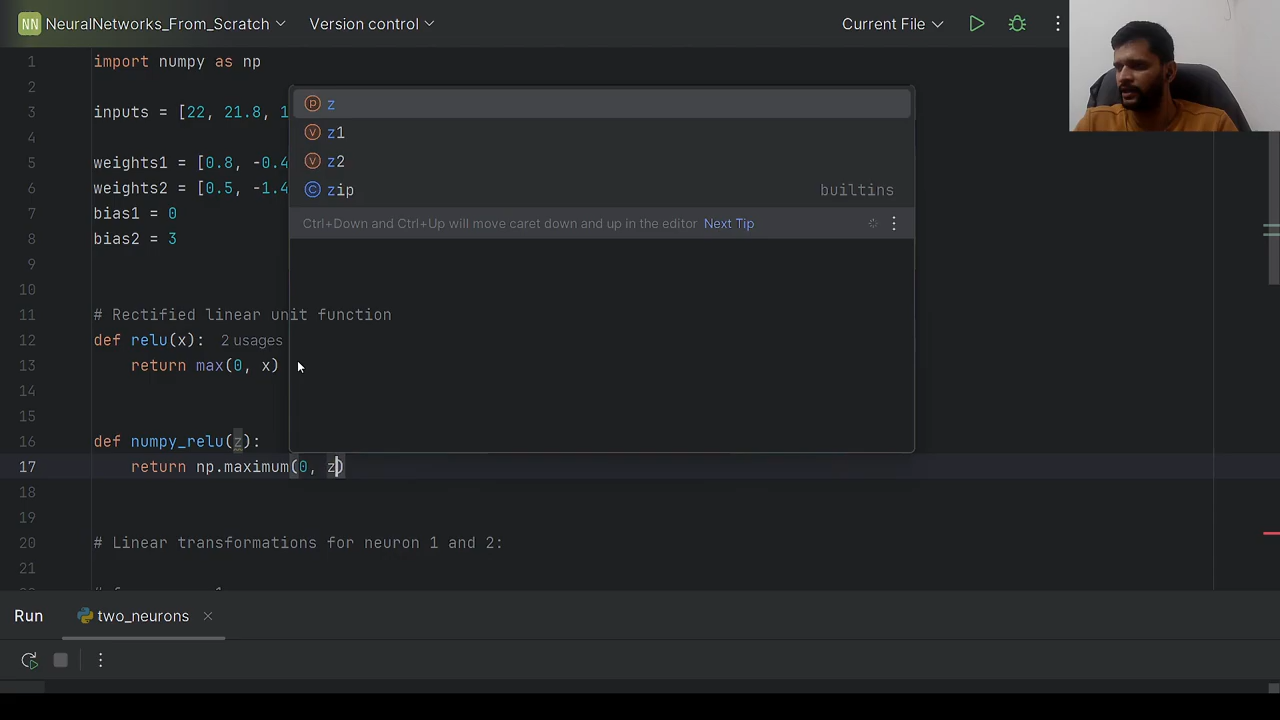 NN NeuralNetworks_From_Scratch Version control Current File
1 import numpy as np
2
3 inputs = [22, 21.8, 1
4
5 weights1 = [0.8, -0.4
6 weights2 = [0.5, -1.4
7 bias1 = 0
8 bias2 = 3
9
10
11 # Rectified linear unit function
12 def relu(x): 2 usages
13 return max(0, x)
14
15
16 def numpy_relu(z):
17 return np.maximum(0, z)
18
19
20 # Linear transformations for neuron 1 and 2:
21
p z
v z1
v z2
C zip builtins
Ctrl+Down and Ctrl+Up will move caret down and up in the editor Next Tip
Run two_neurons